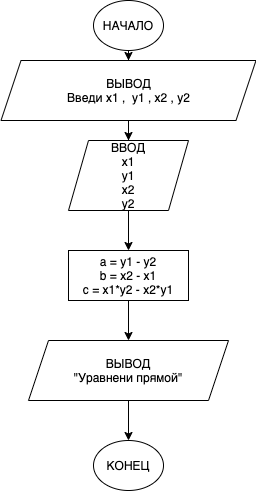 НАЧАЛО
ВЫВОД
Введи x1 , y1 , x2 , y2
ВВОД
x1
y1
x2
y2
a = y1 - y2
b = x2 - x1
c = x1*y2 - x2*y1
ВЫВОД
"Уравнени прямой"
КОНЕЦ